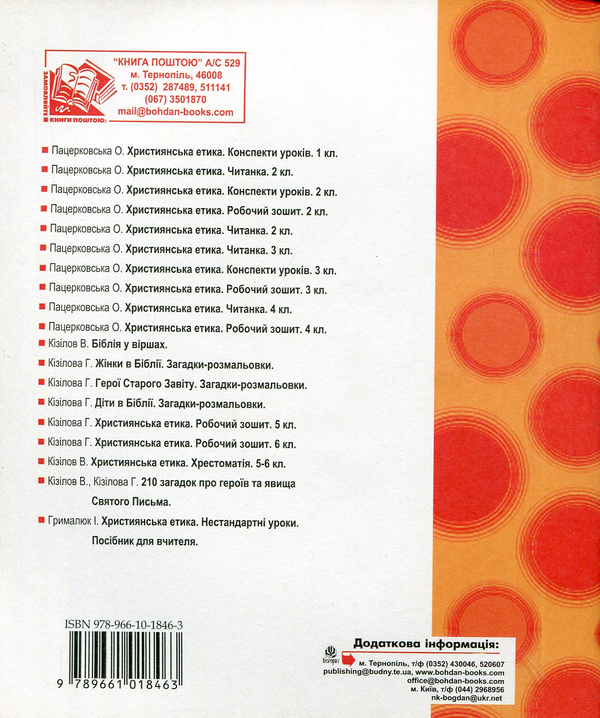 "КНИГА ПОШТОЮ" А/С 529
м. Тернопіль, 46008
т. (0352) 287489, 511141
(067) 3501870
mail@bohdan-books.com
ЗАМОВЛЯЙТЕ
КНИГИ ПОШТОЮ:
Пацерковська О. Християнська етика. Конспекти уроків. 1 кл.
Пацерковська О. Християнська етика. Читанка. 2 кл.
Пацерковська О. Християнська етика. Конспекти уроків. 2 кл.
Пацерковська О. Християнська етика. Робочий зошит. 2 кл.
Пацерковська О. Християнська етика. Читанка. 2 кл.
Пацерковська О. Християнська етика. Читанка. 3 кл.
Пацерковська О. Християнська етика. Конспекти уроків. 3 кл.
Пацерковська О. Християнська етика. Робочий зошит. 3 кл.
Пацерковська О. Християнська етика. Читанка. 4 кл.
Пацерковська О. Християнська етика. Робочий зошит. 4 кл.
Кізілов В. Біблія у віршах.
Кізілова Г. Жінки в Біблії. Загадки-розмальовки.
Кізілова Г. Герої Старого Завіту. Загадки-розмальовки.
Кізілова Г. Діти в Біблії. Загадки-розмальовки.
Кізілова Г. Християнська етика. Робочий зошит. 5 кл.
Кізілова Г. Християнська етика. Робочий зошит. 6 кл.
Кізілов В. Християнська етика. Хрестоматія. 5-6 кл.
Кізілов В., Кізілова Г. 210 загадок про героїв та явища
Святого Письма.
Грималюк І. Християнська етика. Нестандартні уроки.
Посібник для вчителя.
ISBN 978-966-10-1846-3
9 789661 018463
Богдан
Додаткова інформація:
м. Тернопіль, т/ф (0352) 430046, 520607
publishing@budny.te.ua, www.bohdan-books.com
office@bohdan-books.com
м. Київ, т/ф (044) 2968956
nk-bogdan@ukr.net